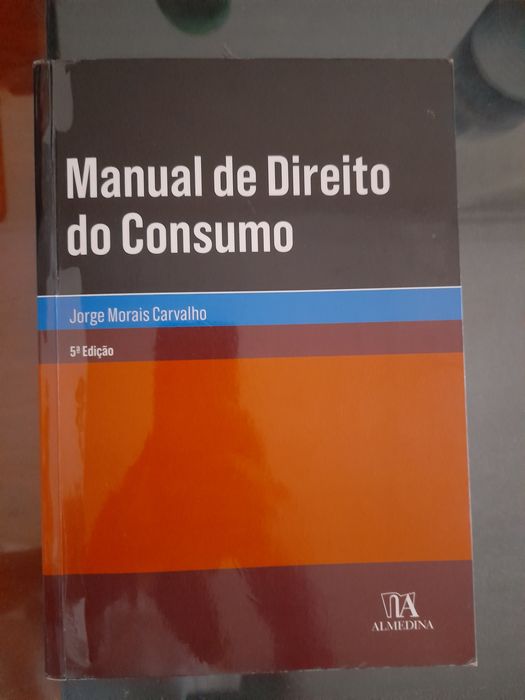 Manual de Direito
do Consumo
Jorge Morais Carvalho
5ª Edição
ALMEDINA